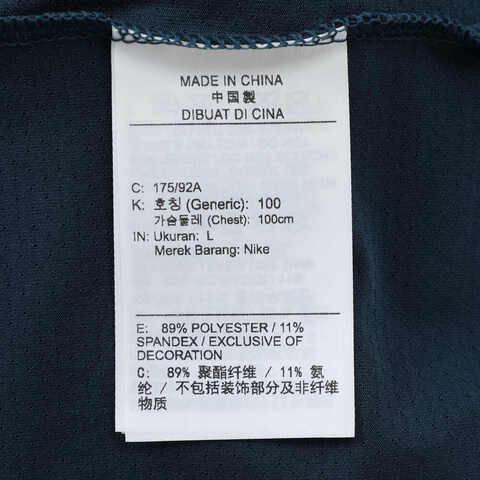 MADE IN CHINA
中国製
DIBUAT DI CINA
C: 175/92A
K: 호칭 (Generic): 100
가슴둘레 (Chest): 100cm
IN: Ukuran: L
Merek Barang: Nike
E: 89% POLYESTER / 11%
SPANDEX / EXCLUSIVE OF
DECORATION
C: 89% 聚酯纤维 / 11% 氨
纶 / 不包括装饰部分及非纤维
物质